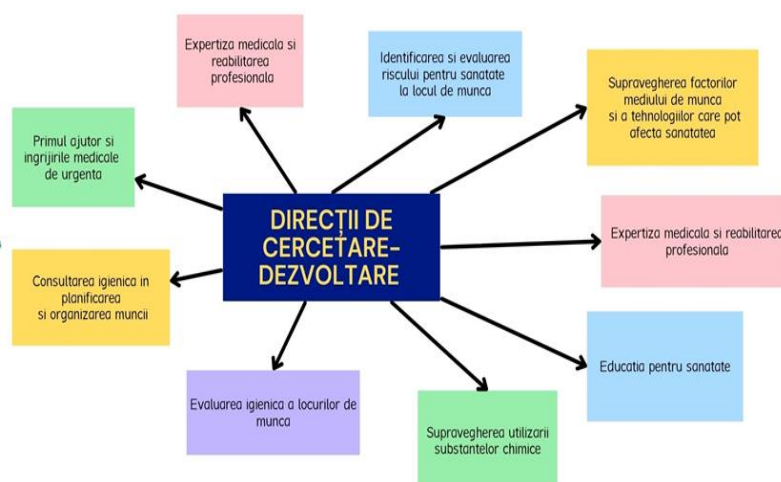 Expertiza medicala si
reabilitarea
profesionala
Identificarea si evaluarea
riscului pentru sanatate
la locul de munca
Supravegherea factorilor
mediului de munca
si a tehnologiilor care pot
afecta sanatatea
Primul ajutor si
ingrijirile medicale
de urgenta
DIRECȚII DE
CERCETARE-
DEZVOLTARE
Expertiza medicala si reabilitarea
profesionala
Consultarea igienica in
planificarea
si organizarea muncii
Educatia pentru sanatate
Evaluarea igienica a locurilor de
munca
Supravegherea utilizarii
substantelor chimice